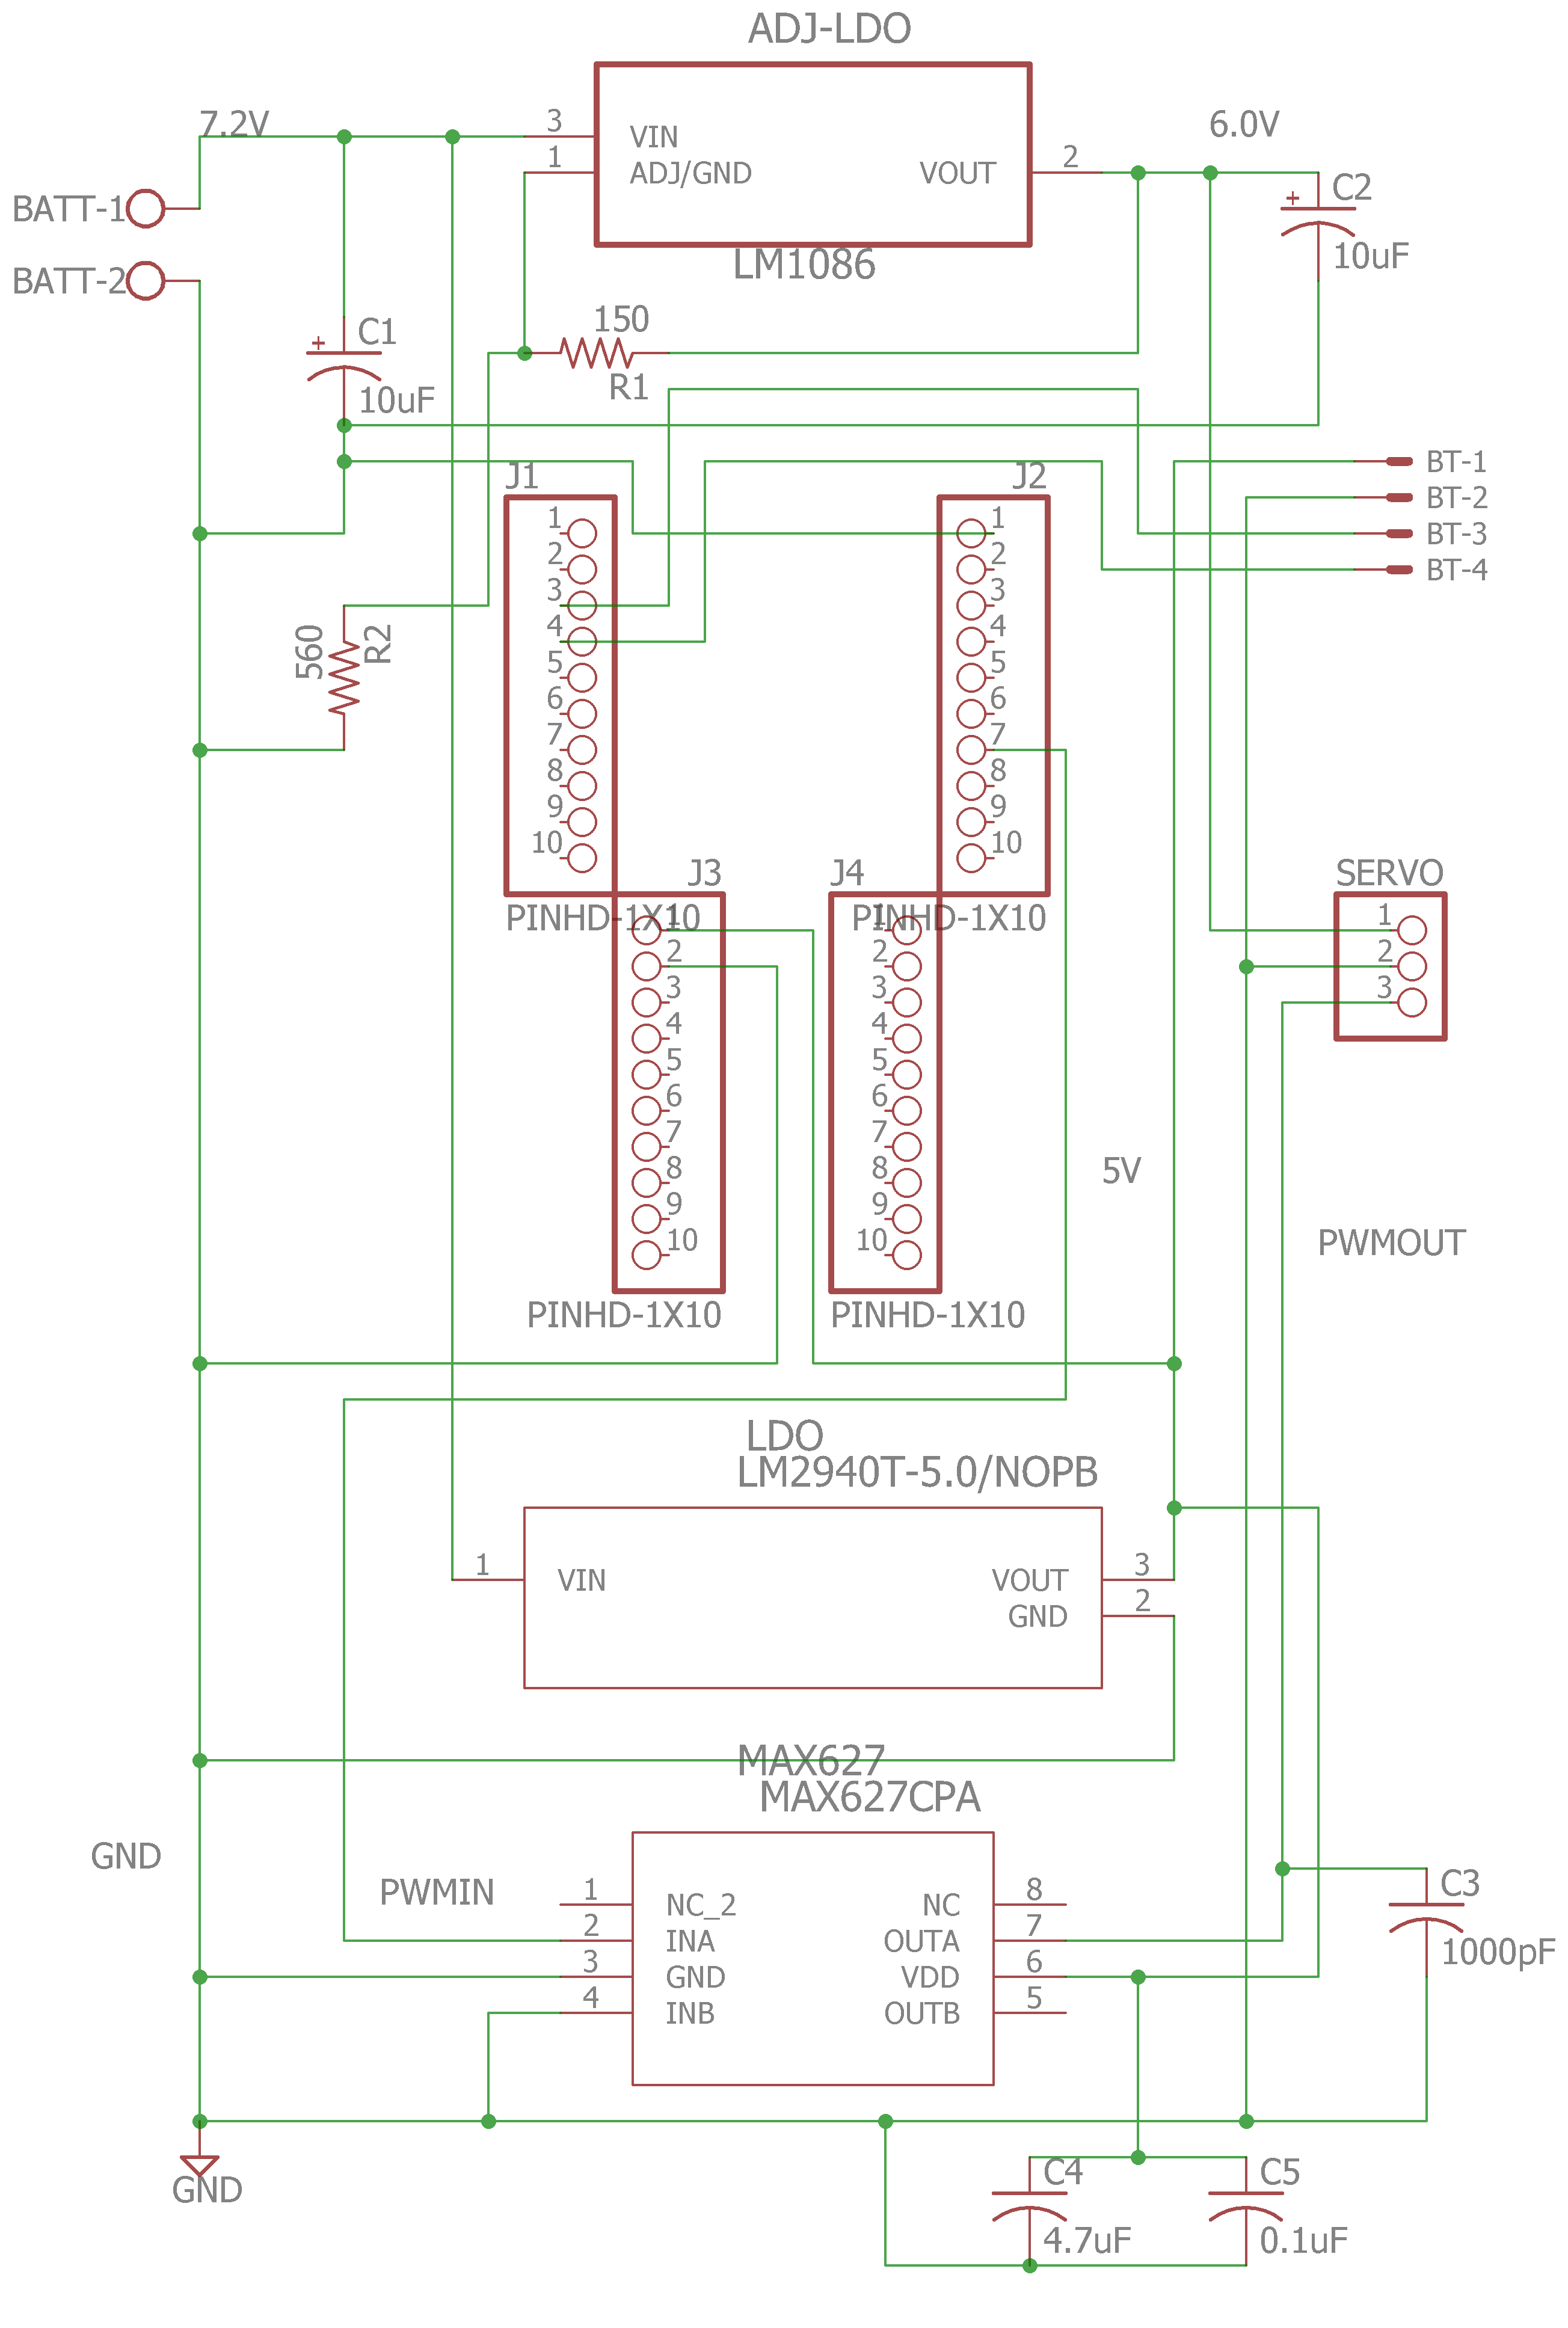 ADJ-LDO
7.2V
3
VIN
1
ADJ/GND
VOUT
2
6.0V
LM1086
BATT-1
BATT-2
C2
10uF
C1
10uF
150
R1
J1
J2
BT-1
BT-2
BT-3
BT-4
560
R2
1
2
3
4
5
6
7
8
9
10
1
2
3
4
5
6
7
8
9
10
PINHD-1X10
PINHD-1X10
J3
J4
SERVO
1
2
3
1
2
3
4
5
6
7
8
9
10
1
2
3
4
5
6
7
8
9
10
PINHD-1X10
PINHD-1X10
5V
PWMOUT
LDO
LM2940T-5.0/NOPB
1
VIN
VOUT
3
GND
2
MAX627
MAX627CPA
GND
PWMIN
1
NC_2
NC
8
2
INA
OUTA
7
3
GND
VDD
6
4
INB
OUTB
5
C3
1000pF
GND
C4
4.7uF
C5
0.1uF